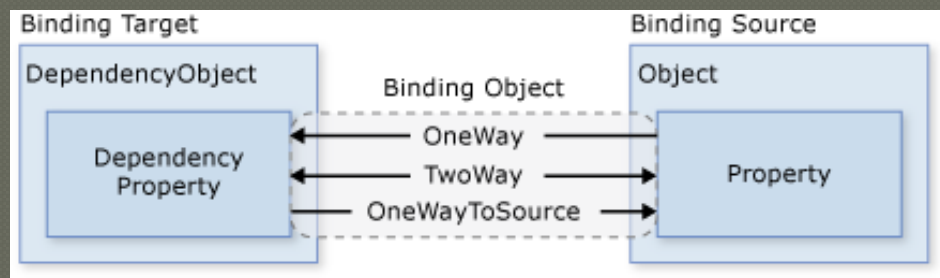 Binding Target
Binding Source
DependencyObject
Object
Binding Object
OneWay
Dependency
Property
TwoWay
Property
OneWayToSource